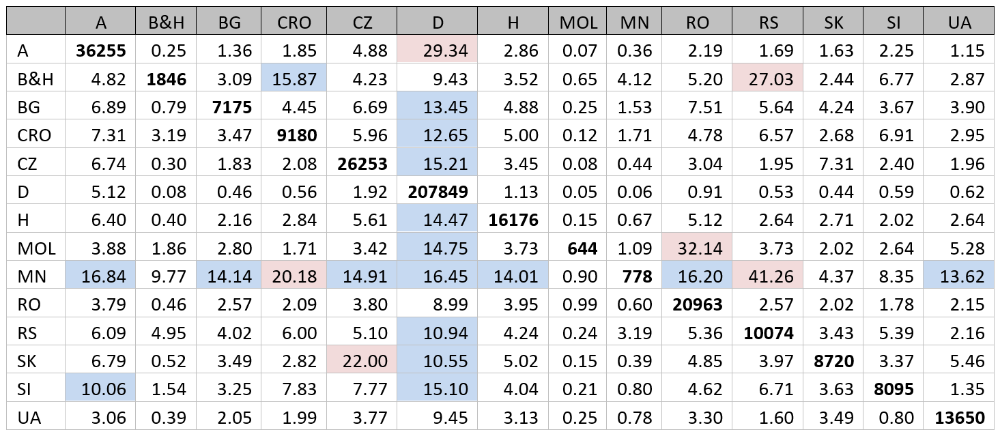 A B&H BG CRO CZ D H MOL MN RO RS SK SI UA
A 36255 0.25 1.36 1.85 4.88 29.34 2.86 0.07 0.36 2.19 1.69 1.63 2.25 1.15
B&H 4.82 1846 3.09 15.87 4.23 9.43 3.52 0.65 4.12 5.20 27.03 2.44 6.77 2.87
BG 6.89 0.79 7175 4.45 6.69 13.45 4.88 0.25 1.53 7.51 5.64 4.24 3.67 3.90
CRO 7.31 3.19 3.47 9180 5.96 12.65 5.00 0.12 1.71 4.78 6.57 2.68 6.91 2.95
CZ 6.74 0.30 1.83 2.08 26253 15.21 3.45 0.08 0.44 3.04 1.95 7.31 2.40 1.96
D 5.12 0.08 0.46 0.56 1.92 207849 1.13 0.05 0.06 0.91 0.53 0.44 0.59 0.62
H 6.40 0.40 2.16 2.84 5.61 14.47 16176 0.15 0.67 5.12 2.64 2.71 2.02 2.64
MOL 3.88 1.86 2.80 1.71 3.42 14.75 3.73 644 1.09 32.14 3.73 2.02 2.64 5.28
MN 16.84 9.77 14.14 20.18 14.91 16.45 14.01 0.90 778 16.20 41.26 4.37 8.35 13.62
RO 3.79 0.46 2.57 2.09 3.80 8.99 3.95 0.99 0.60 20963 2.57 2.02 1.78 2.15
RS 6.09 4.95 4.02 6.00 5.10 10.94 4.24 0.24 3.19 5.36 10074 3.43 5.39 2.16
SK 6.79 0.52 3.49 2.82 22.00 10.55 5.02 0.15 0.39 4.85 3.97 8720 3.37 5.46
SI 10.06 1.54 3.25 7.83 7.77 15.10 4.04 0.21 0.80 4.62 6.71 3.63 8095 1.35
UA 3.06 0.39 2.05 1.99 3.77 9.45 3.13 0.25 0.78 3.30 1.60 3.49 0.80 13650